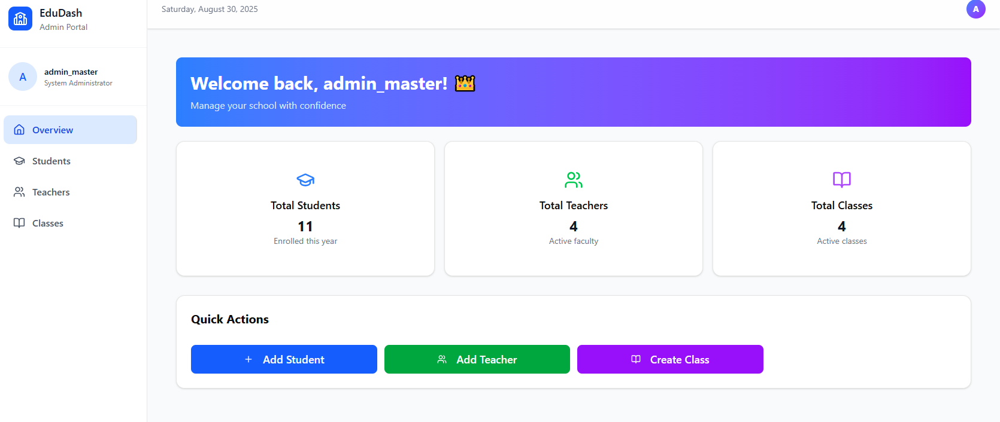 EduDash
Admin Portal
A
admin_master
System Administrator
Overview
Students
Teachers
Classes
Saturday, August 30, 2025
A
Welcome back, admin_master! 👑
Manage your school with confidence
Total Students
11
Enrolled this year
Total Teachers
4
Active faculty
Total Classes
4
Active classes
Quick Actions
Add Student
Add Teacher
Create Class